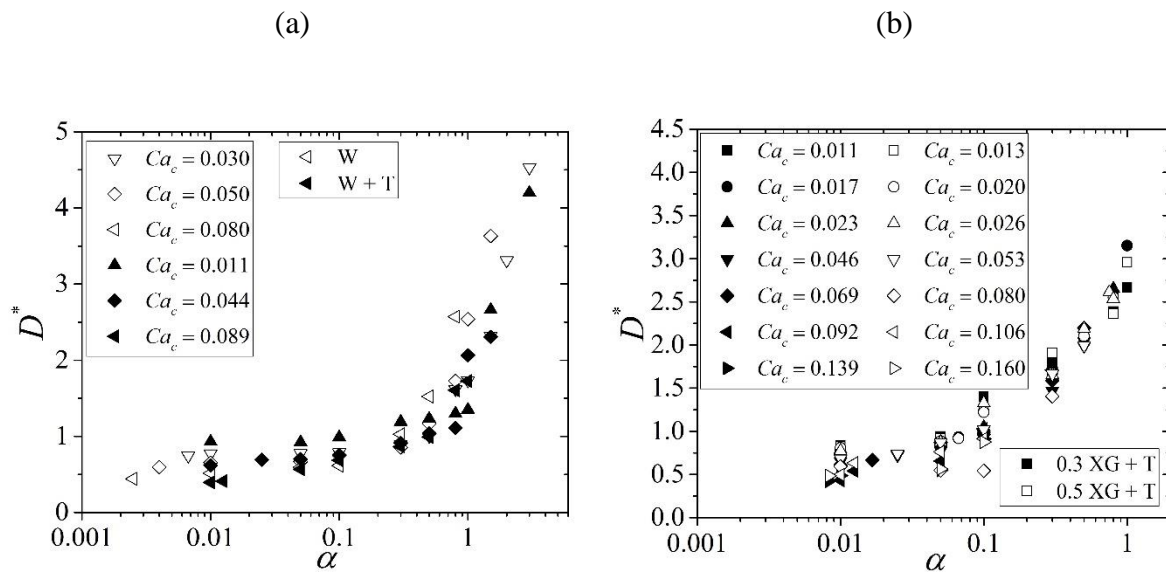 (a)
(b)
5
4
3
2
1
0
D*
Ca_c = 0.030
Ca_c = 0.050
Ca_c = 0.080
Ca_c = 0.011
Ca_c = 0.044
Ca_c = 0.089
W
W + T
0.001 0.01 0.1 1
α
4.5
4.0
3.5
3.0
2.5
2.0
1.5
1.0
0.5
0.0
D*
Ca_c = 0.011 Ca_c = 0.013
Ca_c = 0.017 Ca_c = 0.020
Ca_c = 0.023 Ca_c = 0.026
Ca_c = 0.046 Ca_c = 0.053
Ca_c = 0.069 Ca_c = 0.080
Ca_c = 0.092 Ca_c = 0.106
Ca_c = 0.139 Ca_c = 0.160
0.3 XG + T
0.5 XG + T
0.001 0.01 0.1 1
α